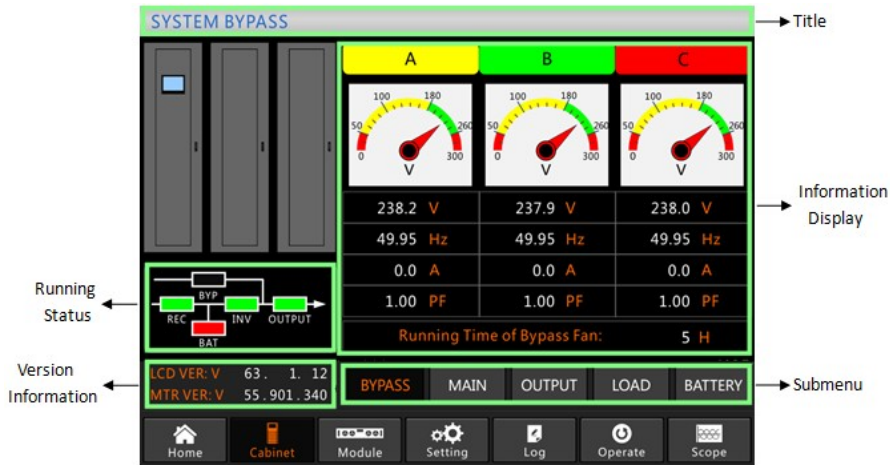 SYSTEM BYPASS
Title
A B C
50 100 180 260 0 300 V
50 100 180 260 0 300 V
50 100 180 260 0 300 V
238.2 V 237.9 V 238.0 V
49.95 Hz 49.95 Hz 49.95 Hz
0.0 A 0.0 A 0.0 A
1.00 PF 1.00 PF 1.00 PF
Running Time of Bypass Fan: 5 H
Information
Display
Running
Status
BYP
REC INV OUTPUT
BAT
Version
Information
LCD VER: V 63. 1. 12
MTR VER: V 55.901.340
BYPASS MAIN OUTPUT LOAD BATTERY
Submenu
Home Cabinet Module Setting Log Operate Scope